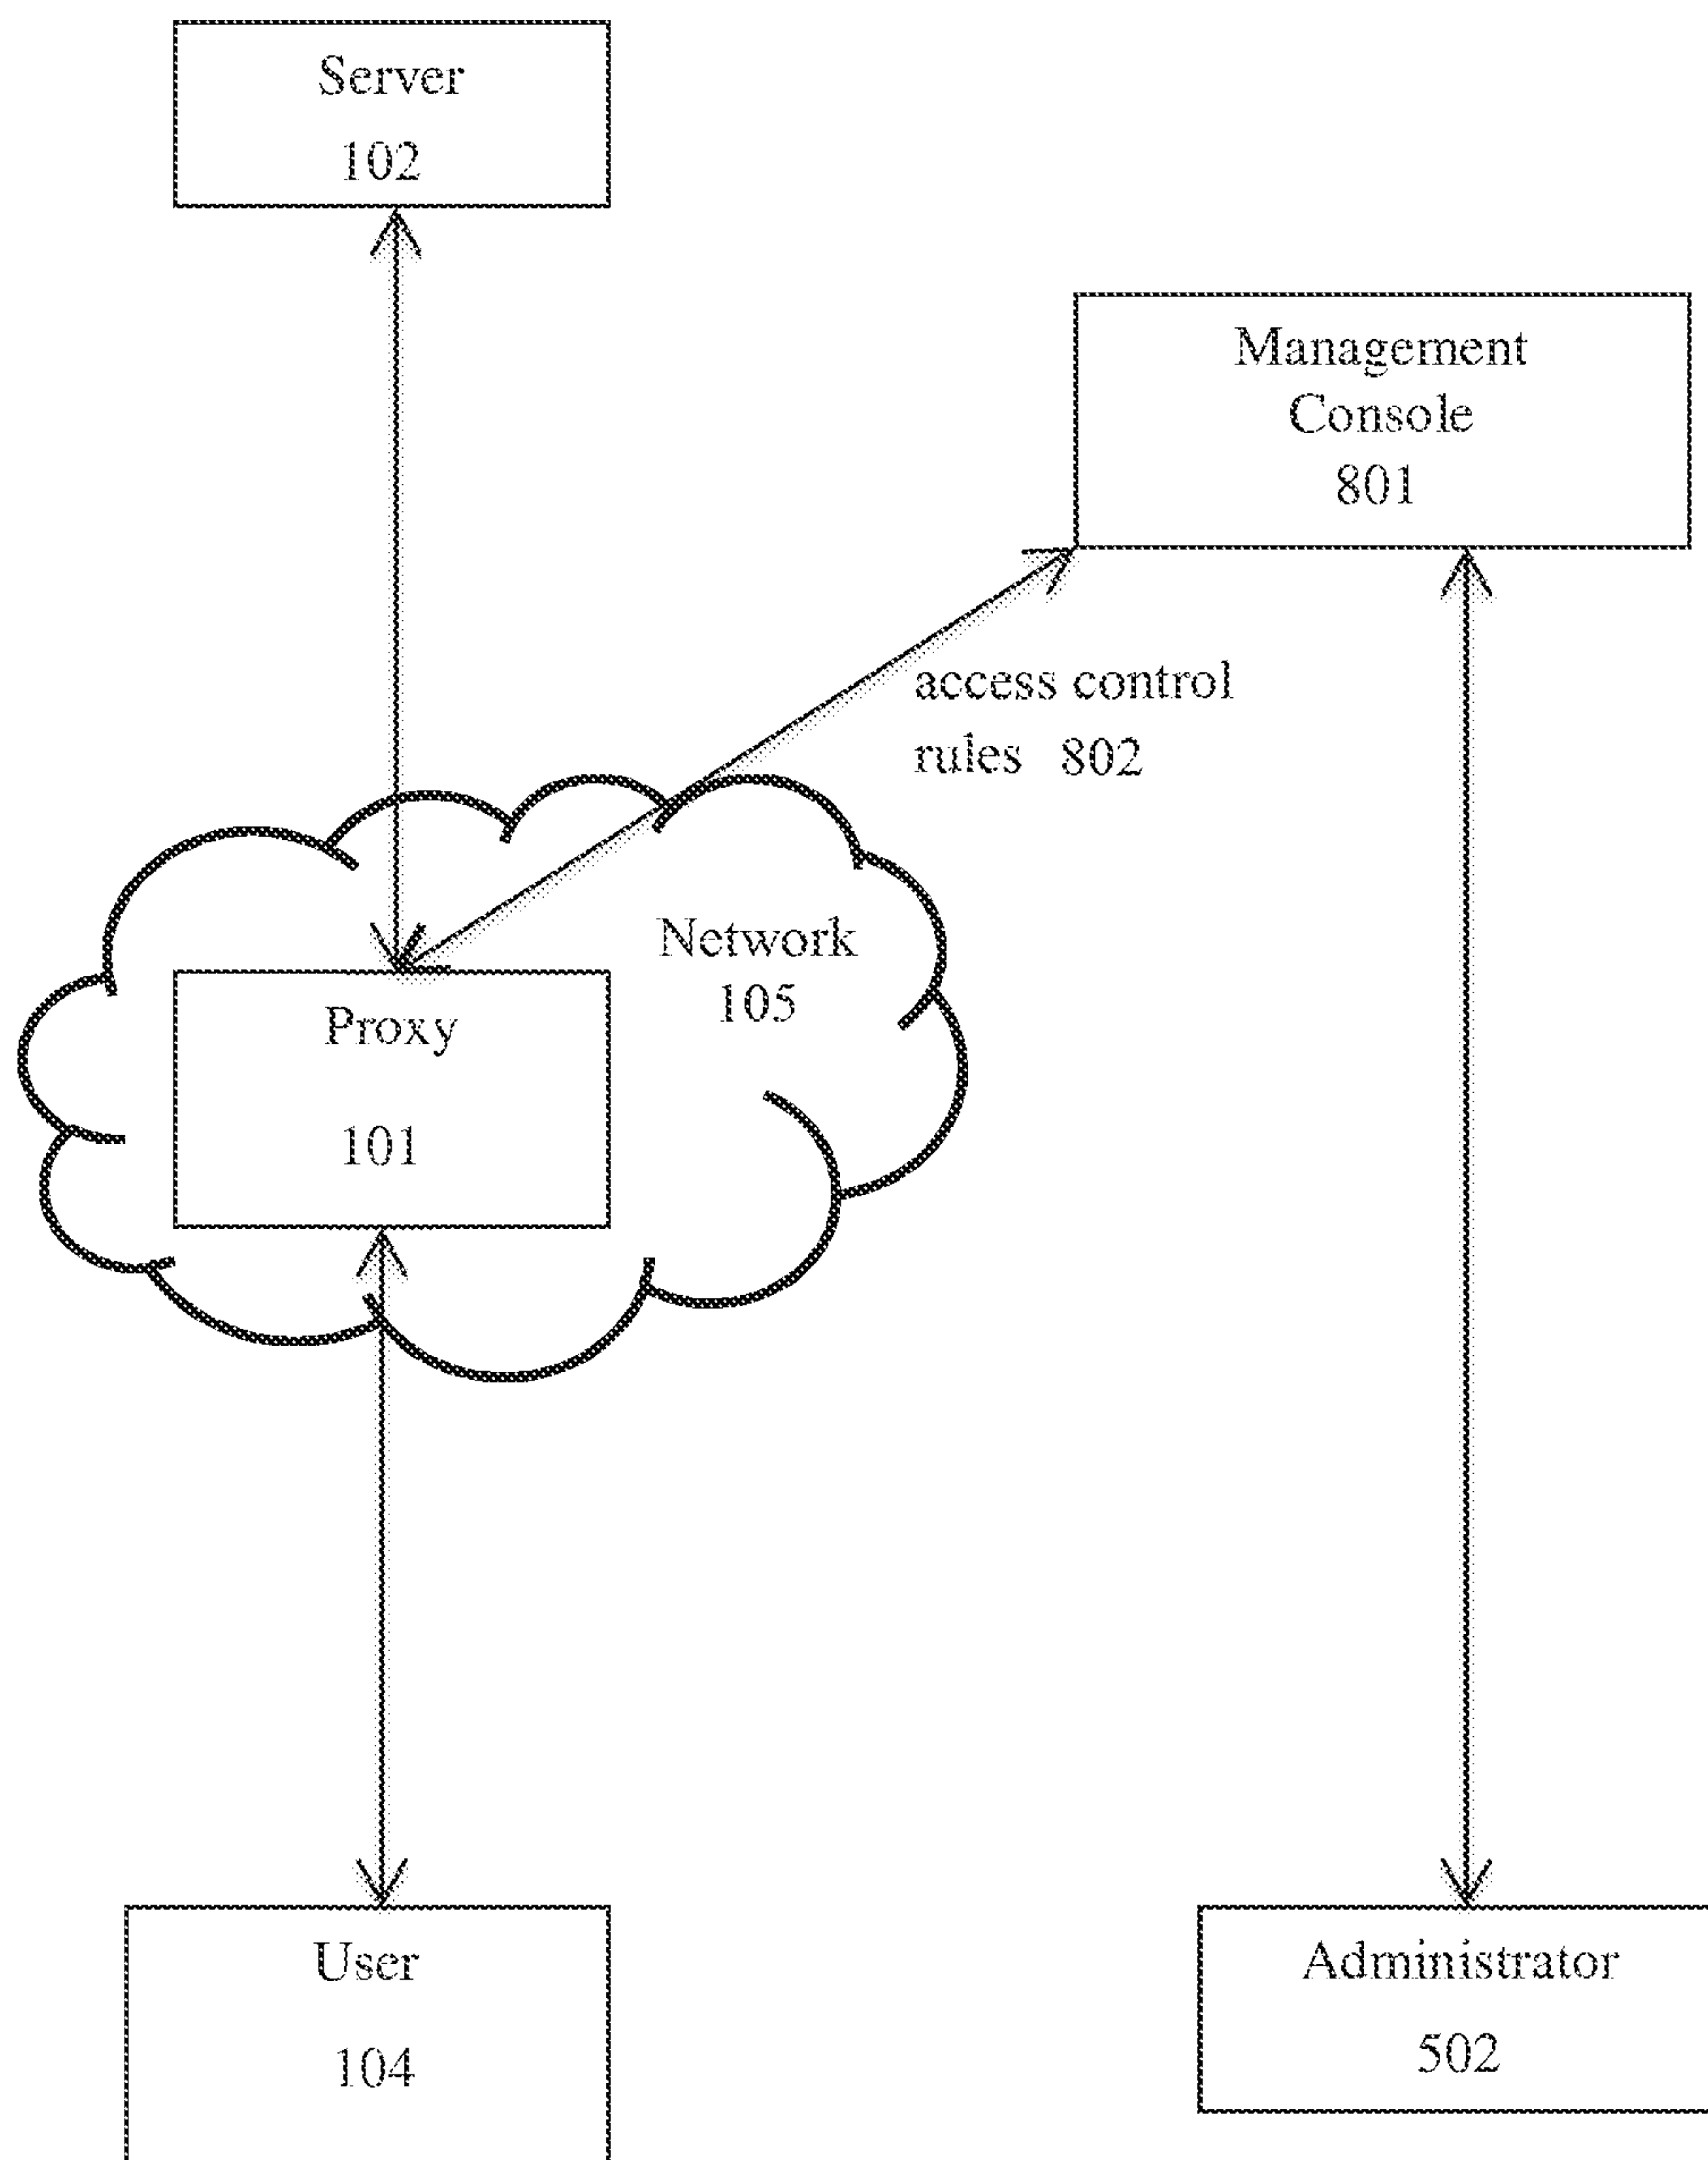 Server
102
Management
Console
801
access control
rules 802
Network
105
Proxy
101
User
104
Administrator
502